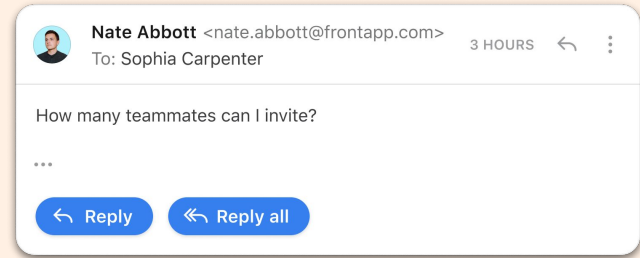 Nate Abbott <nate.abbott@frontapp.com>
3 HOURS
To: Sophia Carpenter
How many teammates can I invite?
...
Reply
Reply all